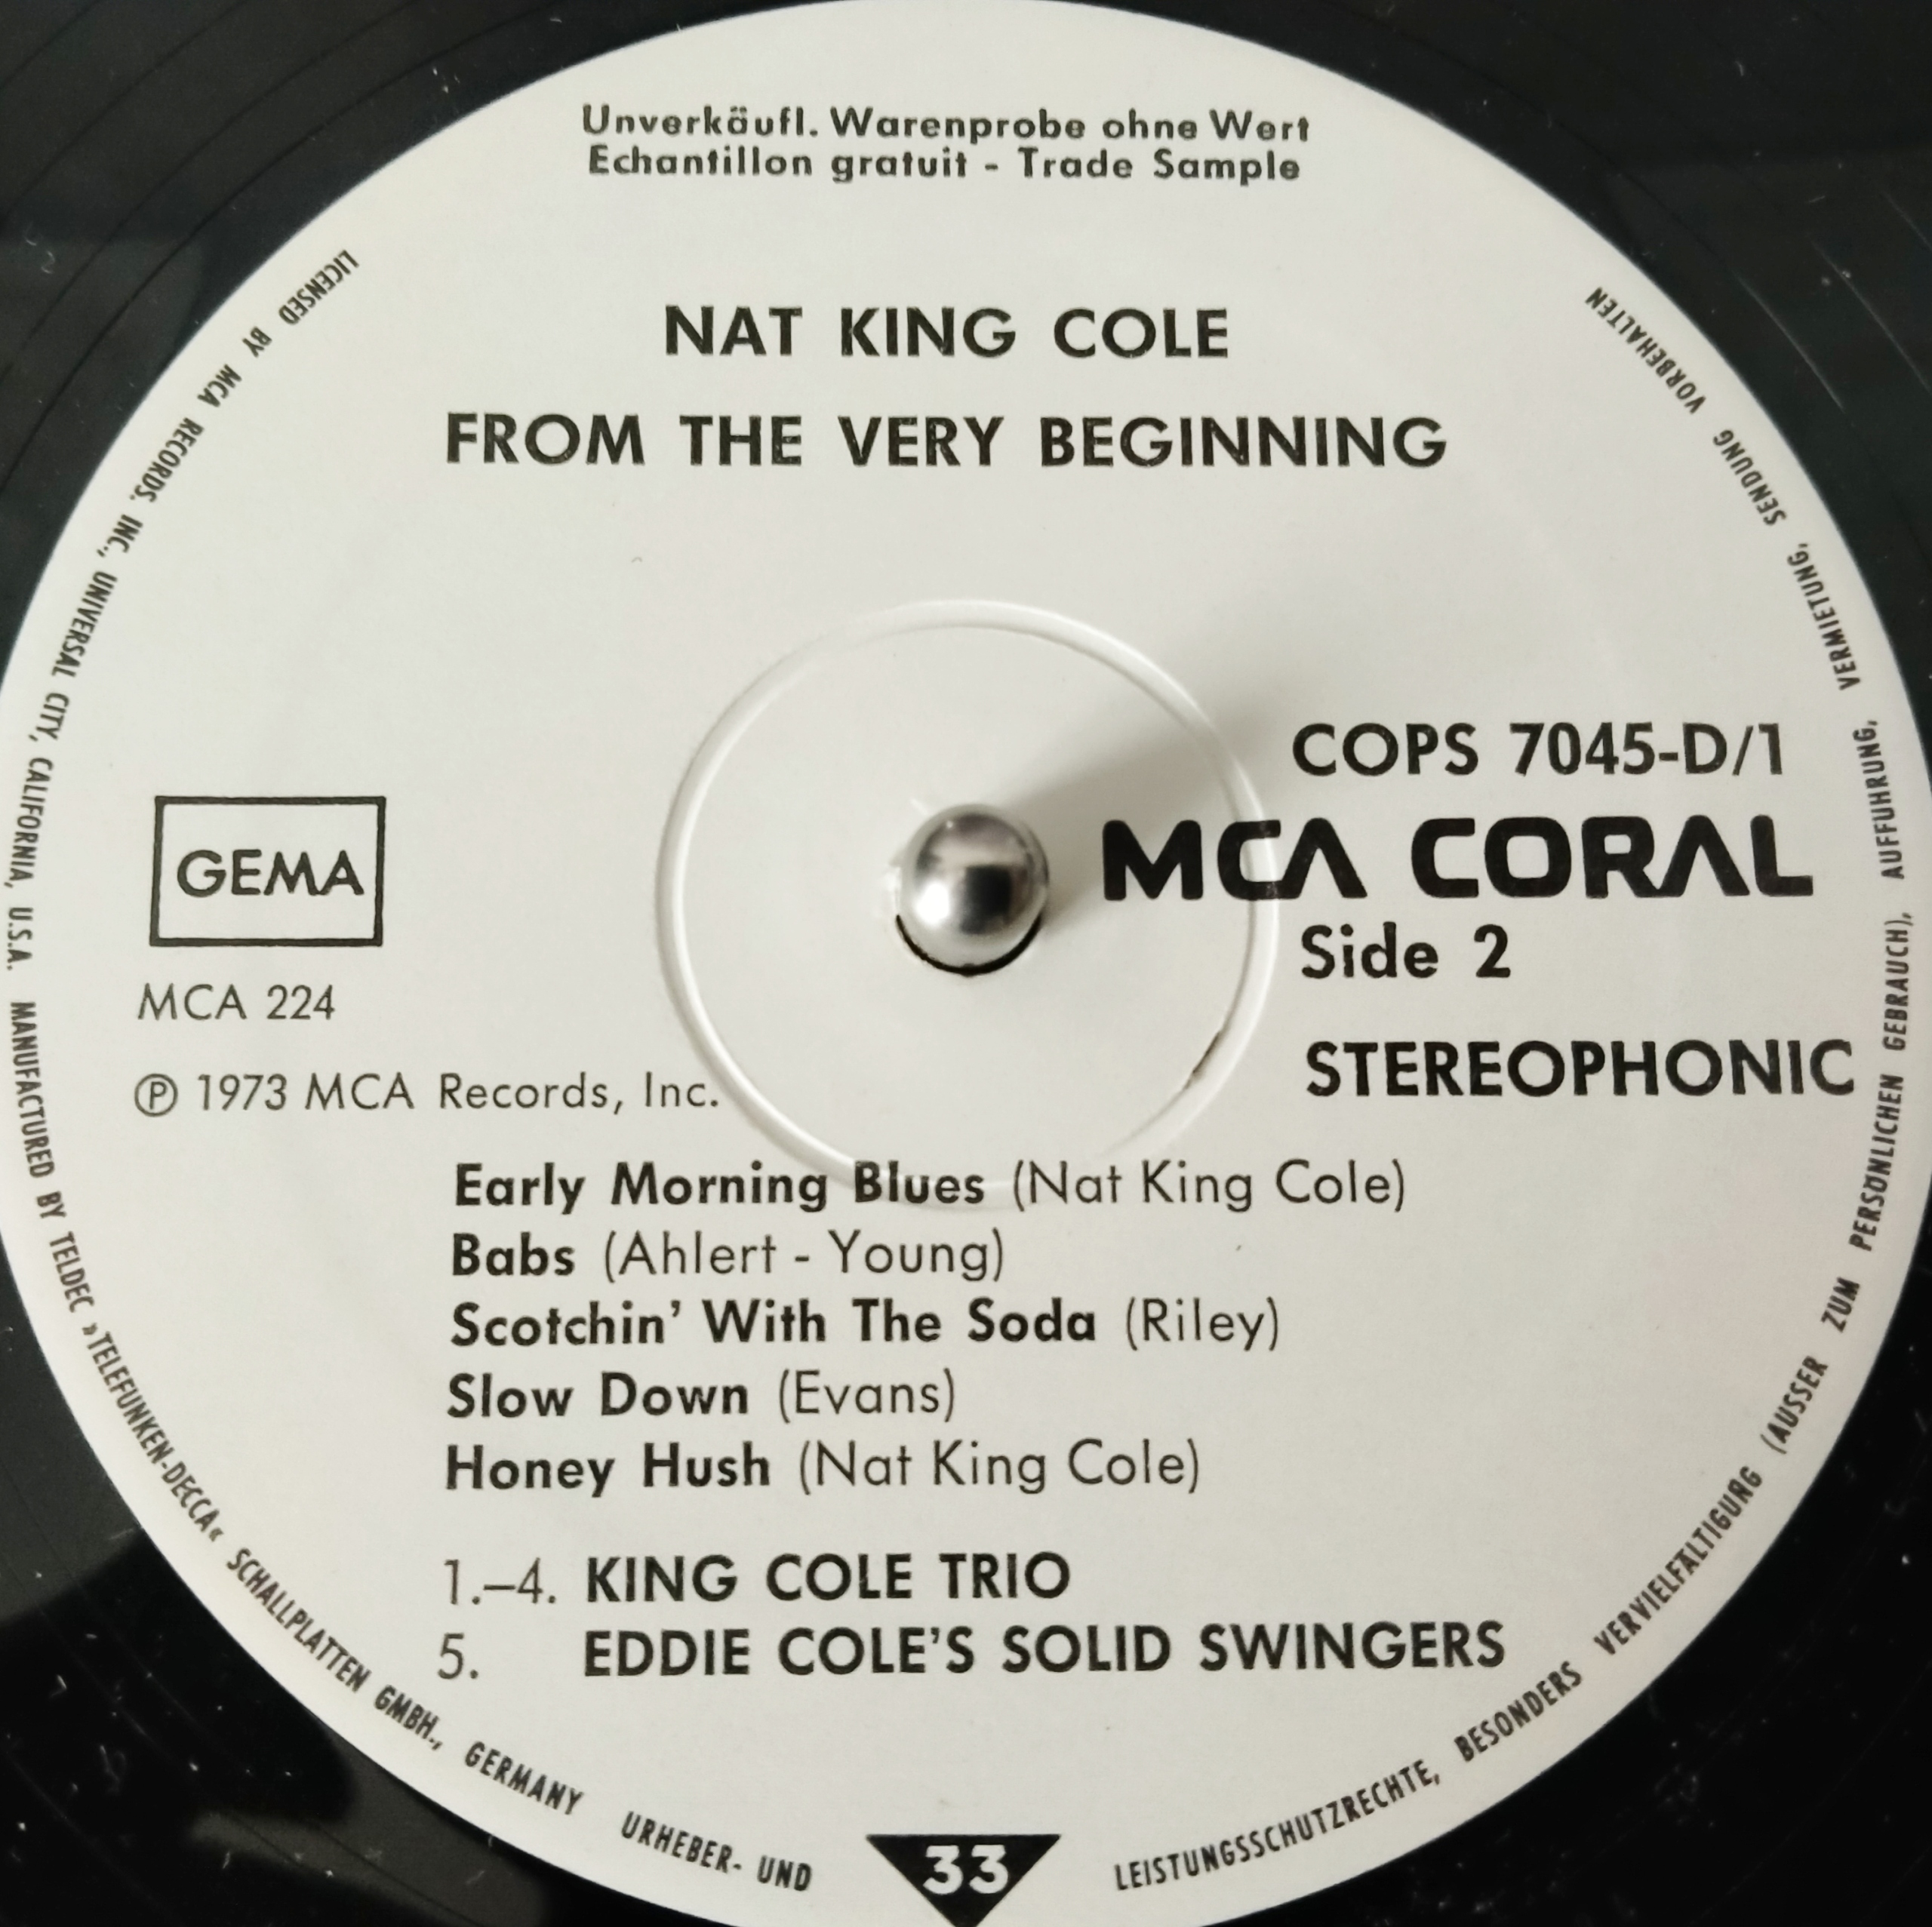 Unverkäufl. Warenprobe ohne Wert
Echantillon gratuit - Trade Sample
NAT KING COLE
FROM THE VERY BEGINNING
COPS 7045-D/1
MCA CORAL
Side 2
STEREOPHONIC
GEMA
MCA 224
Ⓟ 1973 MCA Records, Inc.
Early Morning Blues (Nat King Cole)
Babs (Ahlert - Young)
Scotchin' With The Soda (Riley)
Slow Down (Evans)
Honey Hush (Nat King Cole)
1.–4. KING COLE TRIO
5. EDDIE COLE'S SOLID SWINGERS
33
LICENSED BY MCA RECORDS. INC., UNIVERSAL CITY, CALIFORNIA, U.S.A. MANUFACTURED BY TELDEC »TELEFUNKEN-DECCA« SCHALLPLATTEN GMBH., GERMANY URHEBER- UND LEISTUNGSSCHUTZRECHTE, BESONDERS VERVIELFÄLTIGUNG (AUSSER ZUM PERSÖNLICHEN GEBRAUCH), AUFFUHRUNG, VERMIETUNG, SENDUNG VORBEHALTEN